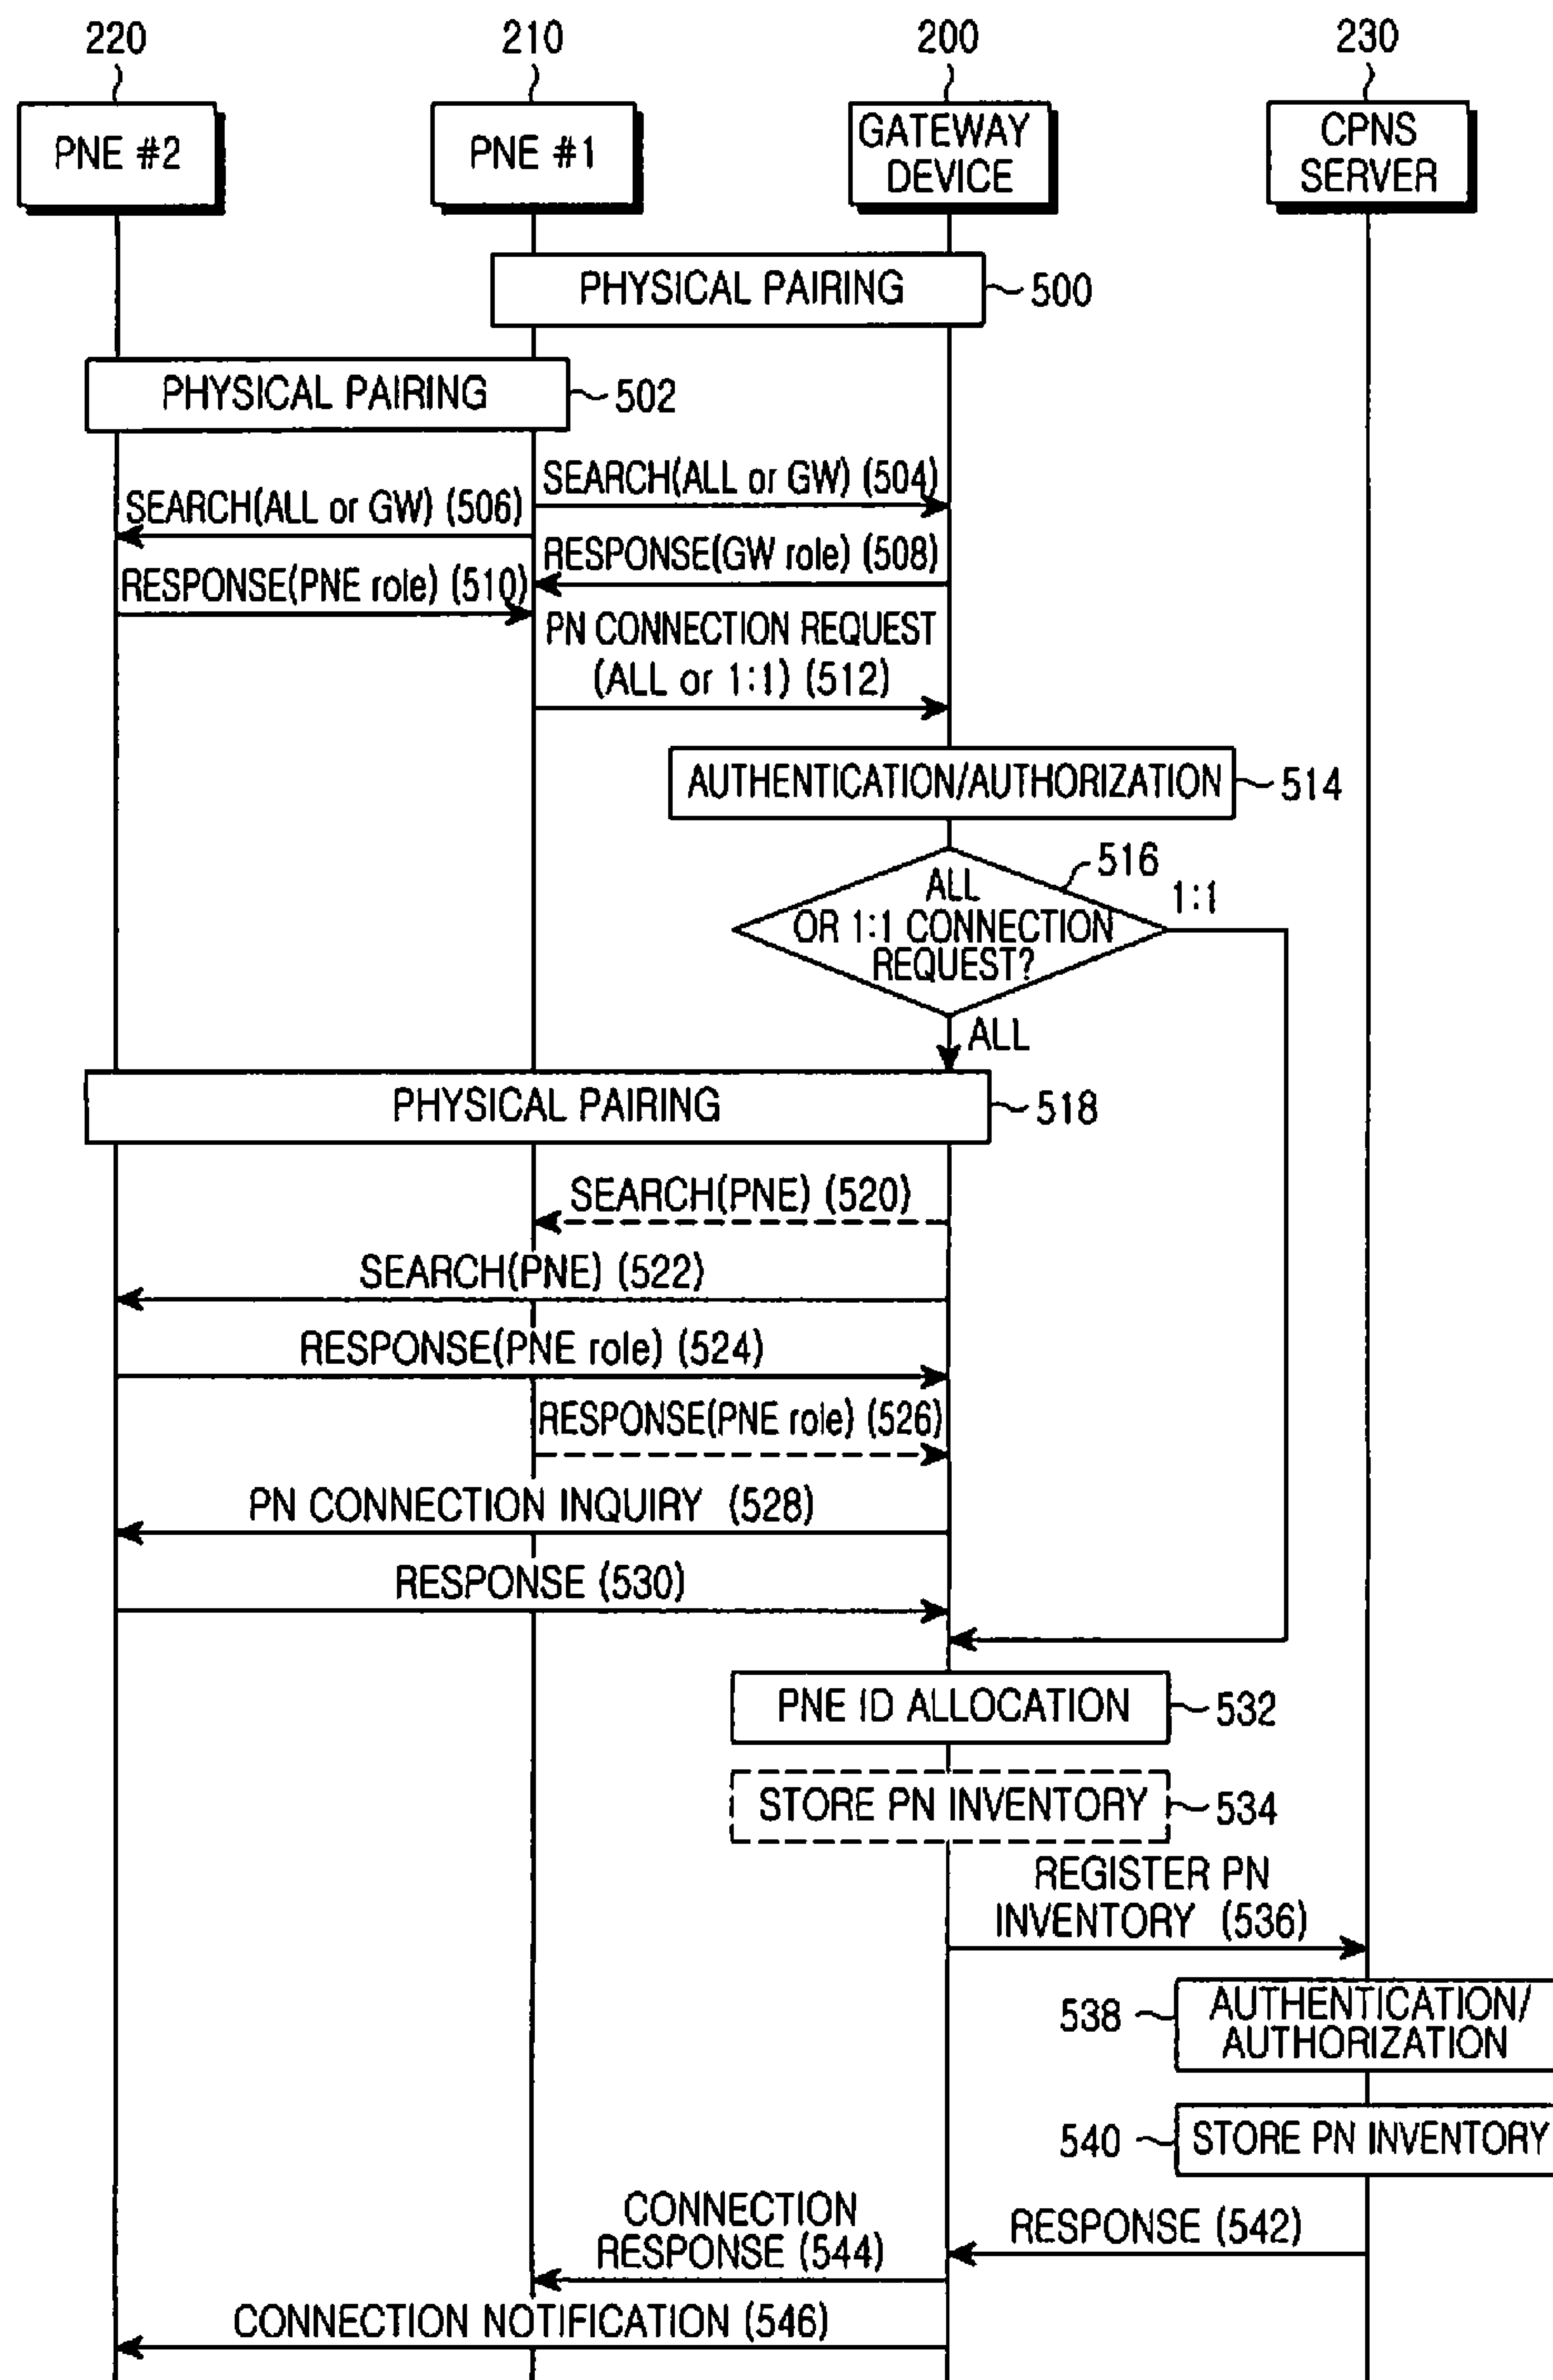 220
210
200
230
PNE #2
PNE #1
GATEWAY
DEVICE
CPNS
SERVER
PHYSICAL PAIRING
500
PHYSICAL PAIRING
502
SEARCH(ALL or GW) (504)
SEARCH(ALL or GW) (506)
RESPONSE(GW role) (508)
RESPONSE(PNE role) (510)
PN CONNECTION REQUEST
(ALL or 1:1) (512)
AUTHENTICATION/AUTHORIZATION
514
516
ALL
OR 1:1 CONNECTION
REQUEST?
1:1
ALL
PHYSICAL PAIRING
518
SEARCH(PNE) (520)
SEARCH(PNE) (522)
RESPONSE(PNE role) (524)
RESPONSE(PNE role) (526)
PN CONNECTION INQUIRY (528)
RESPONSE (530)
PNE ID ALLOCATION
532
STORE PN INVENTORY
534
REGISTER PN
INVENTORY (536)
538
AUTHENTICATION/
AUTHORIZATION
540
STORE PN INVENTORY
CONNECTION
RESPONSE (544)
RESPONSE (542)
CONNECTION NOTIFICATION (546)